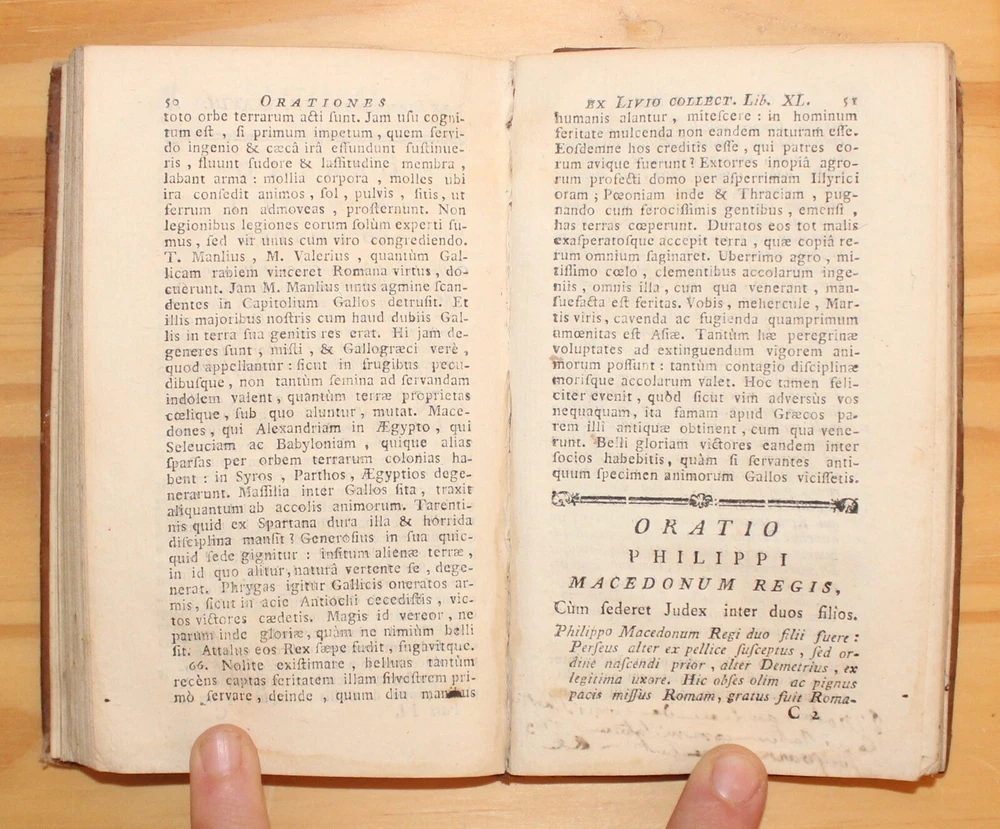 50 ORATIONES
toto orbe terrarum acti ſunt. Jam uſu cogni-
tum eſt , ſi primum impetum, quem fervi-
do ingenio & cæcâ irâ effundunt ſuſtinue-
ris , fluunt ſudore & laſſitudine membra ,
labant arma : mollia corpora , molles ubi
ira conſedit animos , ſol , pulvis , ſitis, ut
ferrum non admoveas , proſternunt. Non
legionibus legiones eorum ſolùm experti ſu-
mus , ſed vir unus cum viro congrediendo.
T. Manlius , M. Valerius , quantùm Gal-
licam rabiem vinceret Romana virtus , do-
cuerunt. Jam M. Manlius unus agmine ſcan-
dentes in Capitolium Gallos detruſit. Et
illis majoribus noſtris cum haud dubiis Gal-
lis in terra ſua genitis res erat. Hi jam de-
generes ſunt , miſti , & Gallogræci verè ,
quod appellantur : ſicut in frugibus pecu-
dibuſque , non tantùm ſemina ad ſervandam
indolem valent , quantùm terræ proprietas
cœlique , ſub quo aluntur , mutat. Mace-
dones , qui Alexandriam in Ægypto , qui
Seleuciam ac Babyloniam , quique alias
ſparſas per orbem terrarum colonias ha-
bent : in Syros , Parthos , Ægyptios dege-
nerarunt. Maſſilia inter Gallos ſita , traxit
aliquantum ab accolis animorum. Tarenti-
nis quid ex Spartana dura illa & horrida
diſciplina manſit ? Generoſius in ſua quic-
quid ſede gignitur : inſitum alienæ terræ ,
in id quo alitur, naturâ vertente ſe , dege-
nerat. Phrygas igitur Gallicis oneratos ar-
mis, ſicut in acie Antiochi cecediſtis , vic-
tos victores cædetis. Magis id vereor , ne
parum inde gloriæ, quàm ne nimiùm belli
ſit. Attalus eos Rex ſæpe fudit , fugavitque.
66. Nolite exiſtimare , belluas tantùm
recèns captas feritatem illam ſilveſtrem pri-
mò ſervare , deinde , quum diu manibus
EX LIVIO COLLECT. Lib. XL. 51
humanis alantur , miteſcere : in hominum
feritate mulcenda non eandem naturam eſſe.
Eoſdemne hos creditis eſſe , qui patres eo-
rum avique fuerunt ? Extorres inopiâ agro-
rum profecti domo per aſperrimam Illyrici
oram ; Pœoniam inde & Thraciam , pug-
nando cum ferociſſimis gentibus , emenſi ,
has terras cœperunt. Duratos eos tot malis
exaſperatoſque accepit terra , quæ copiâ re-
rum omnium ſaginaret. Uberrimo agro , mi-
tiſſimo cœlo , clementibus accolarum inge-
niis , omnis illa , cum qua venerant , man-
ſuefacta eſt feritas. Vobis , mehercule , Mar-
tis viris, cavenda ac fugienda quamprimum
amœnitas eſt Aſiæ. Tantùm hæ peregrinæ
voluptates ad extinguendum vigorem ani-
morum poſſunt : tantùm contagio diſciplinæ
moriſque accolarum valet. Hoc tamen feli-
citer evenit , quòd ſicut vim adversùs vos
nequaquam, ita famam apud Græcos pa-
rem illi antiquæ obtinent , cum qua vene-
runt. Belli gloriam victores eandem inter
ſocios habebitis, quàm ſi ſervantes anti-
quum ſpecimen animorum Gallos viciſſetis.
ORATIO
PHILIPPI
MACEDONUM REGIS,
Cùm ſederet Judex inter duos filios.
Philippo Macedonum Regi duo filii fuere :
Perſeus alter ex pellice ſuſceptus , ſed or-
dine naſcendi prior , alter Demetrius , ex
legitima uxore. Hic obſes olim ac pignus
pacis miſſus Romam, gratus fuit Roma-
C 2